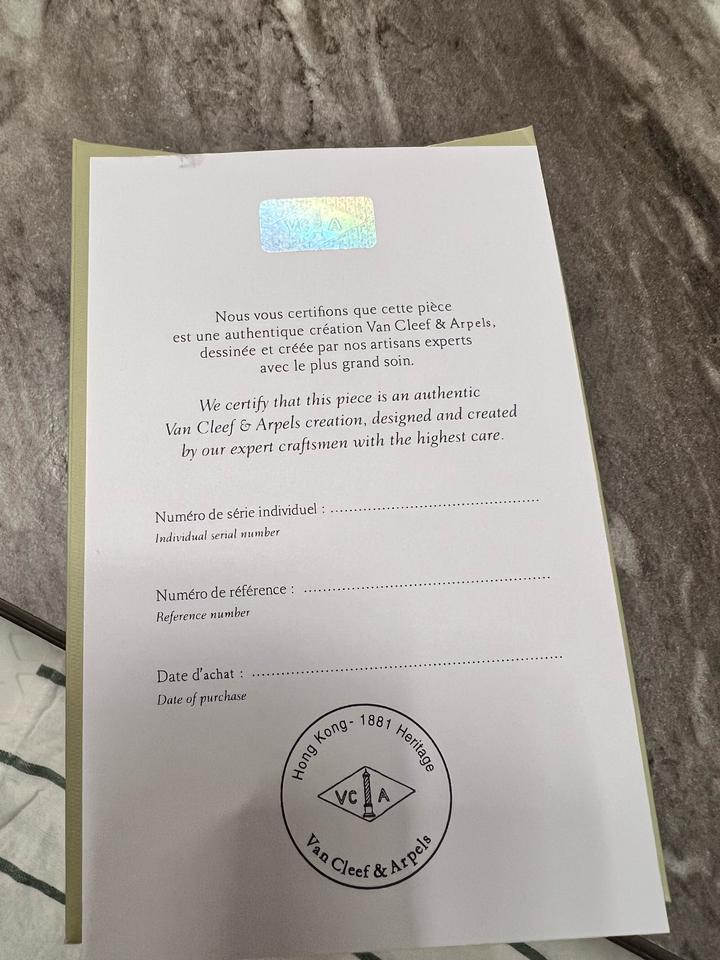 VC A
Nous vous certifions que cette pièce
est une authentique création Van Cleef & Arpels,
dessinée et créée par nos artisans experts
avec le plus grand soin.
We certify that this piece is an authentic
Van Cleef & Arpels creation, designed and created
by our expert craftsmen with the highest care.
Numéro de série individuel : ........................................
Individual serial number
Numéro de référence : ...............................................
Reference number
Date d'achat : ..........................................................
Date of purchase
Hong Kong- 1881 Heritage
VC A
Van Cleef & Arpels